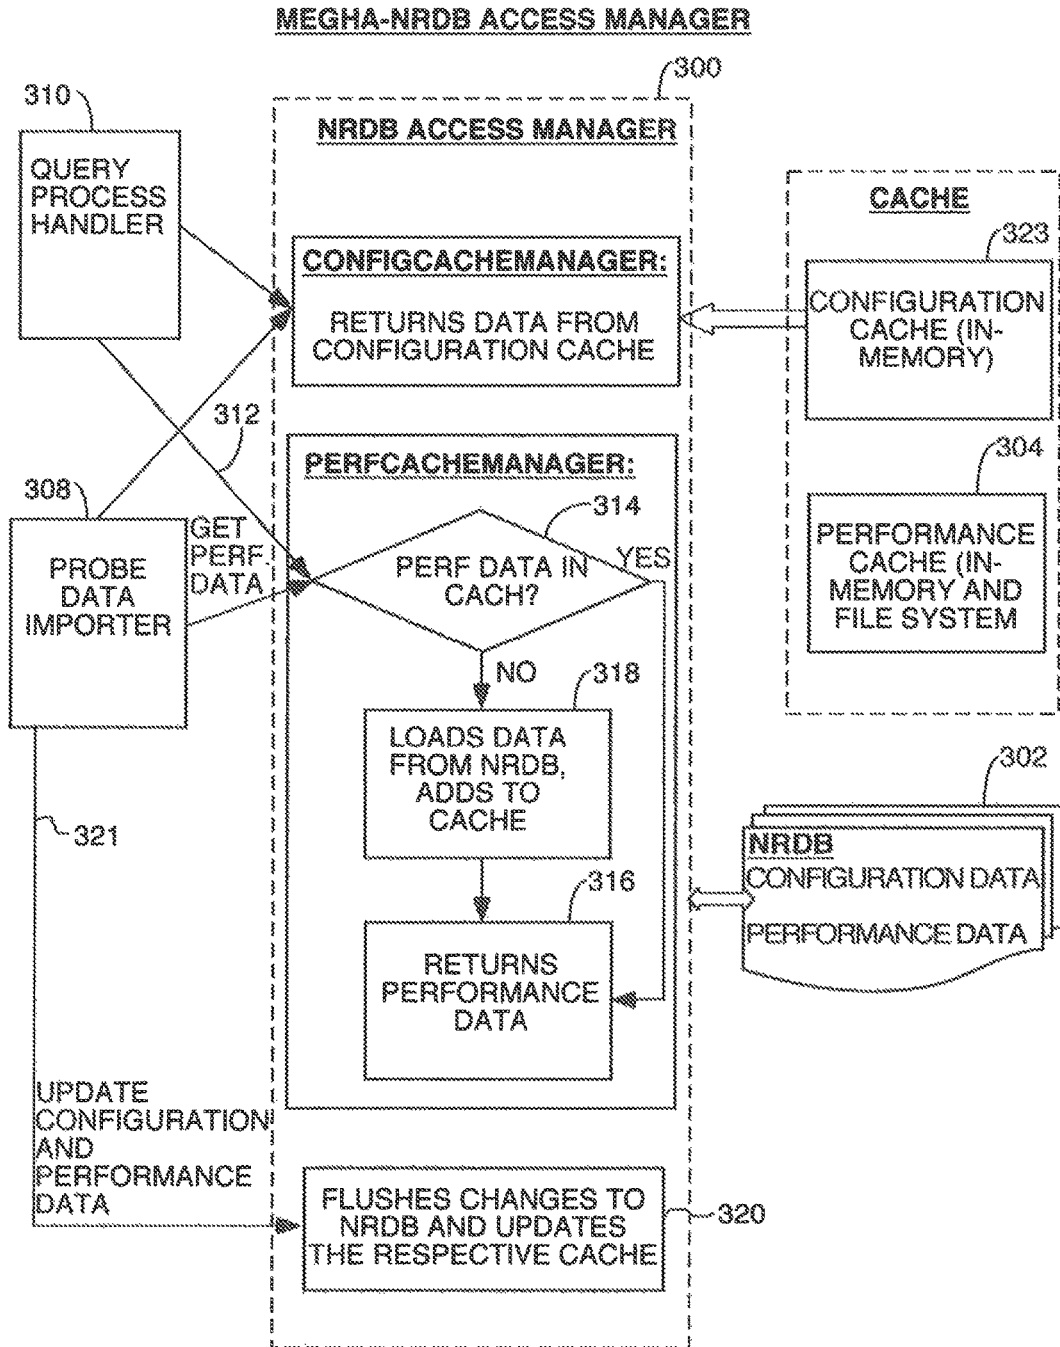 MEGHA-NRDB ACCESS MANAGER
300
310
NRDB ACCESS MANAGER
QUERY
PROCESS
HANDLER
CACHE
323
CONFIGCACHEMANAGER:
RETURNS DATA FROM
CONFIGURATION CACHE
CONFIGURATION
CACHE (IN-
MEMORY)
312
304
PERFCACHEMANAGER:
308
314
GET
PERF.
DATA
PROBE
DATA
IMPORTER
PERF DATA IN
CACH?
YES
PERFORMANCE
CACHE (IN-
MEMORY AND
FILE SYSTEM
NO
318
LOADS DATA
FROM NRDB,
ADDS TO
CACHE
302
321
NRDB
CONFIGURATION DATA
PERFORMANCE DATA
316
RETURNS
PERFORMANCE
DATA
UPDATE
CONFIGURATION
AND
PERFORMANCE
DATA
FLUSHES CHANGES TO
NRDB AND UPDATES
THE RESPECTIVE CACHE
320